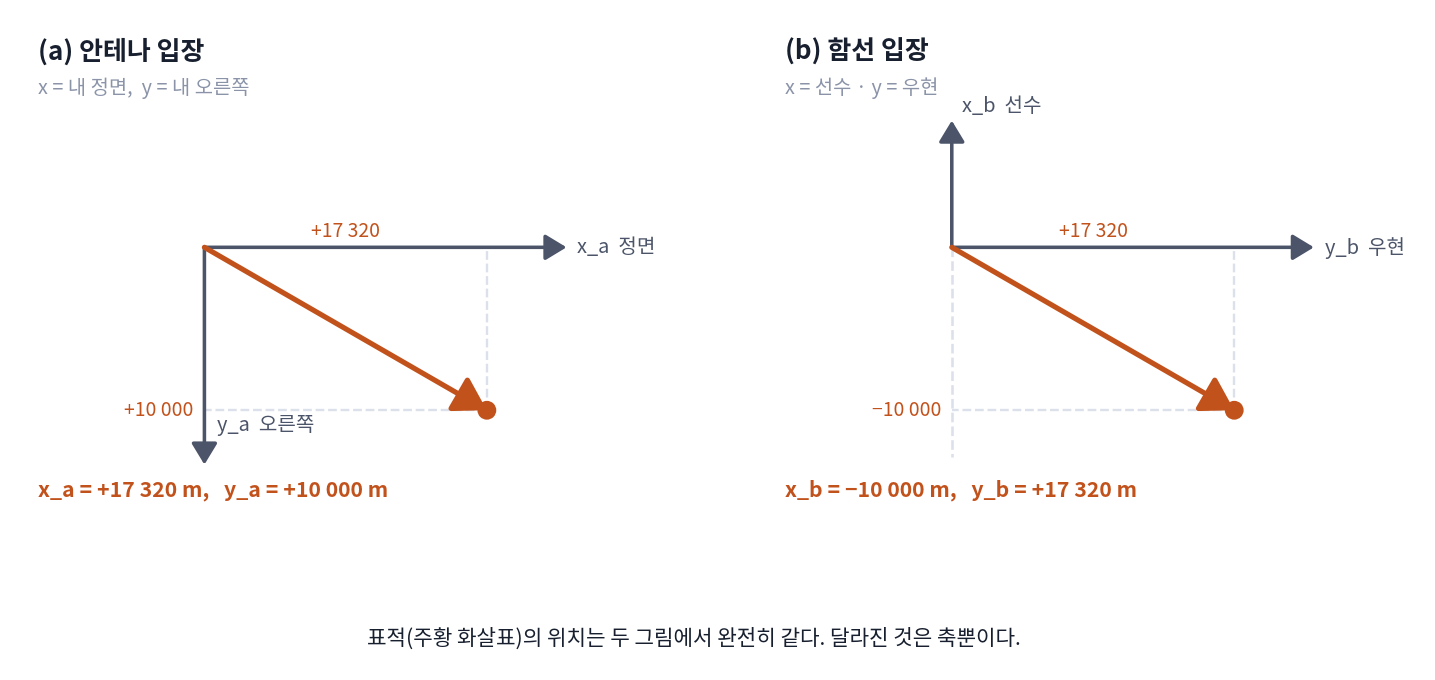 (a) 안테나 입장
x = 내 정면, y = 내 오른쪽
+17 320
x_a 정면
+10 000
y_a 오른쪽
x_a = +17 320 m, y_a = +10 000 m
(b) 함선 입장
x = 선수 · y = 우현
x_b 선수
+17 320
y_b 우현
−10 000
x_b = −10 000 m, y_b = +17 320 m
표적(주황 화살표)의 위치는 두 그림에서 완전히 같다. 달라진 것은 축뿐이다.